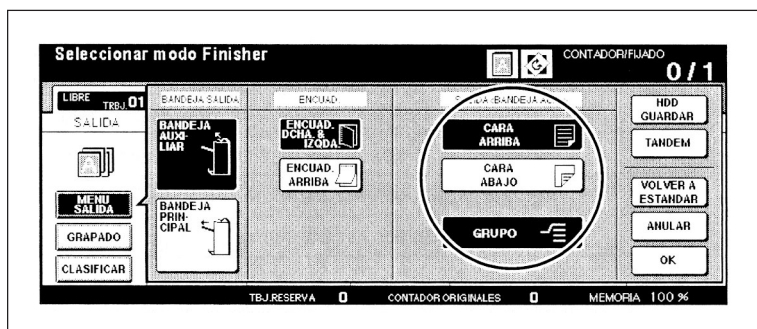 Seleccionar modo Finisher
CONTADOR/FIJADO
0 / 1
LIBRE TRBJ. 01
SALIDA
MENU
SALIDA
GRAPADO
CLASIFICAR
BANDEJA SALIDA
BANDEJA
AUXI-
LIAR
BANDEJA
PRIN-
CIPAL
ENCUAD.
ENCUAD.
DCHA. &
IZQDA.
ENCUAD.
ARRIBA
CARA
ARRIBA
CARA
ABAJO
GRUPO
HDD
GUARDAR
TANDEM
VOLVER A
ESTANDAR
ANULAR
OK
TBJ.RESERVA 0 CONTADOR ORIGINALES 0 MEMORIA 100 %